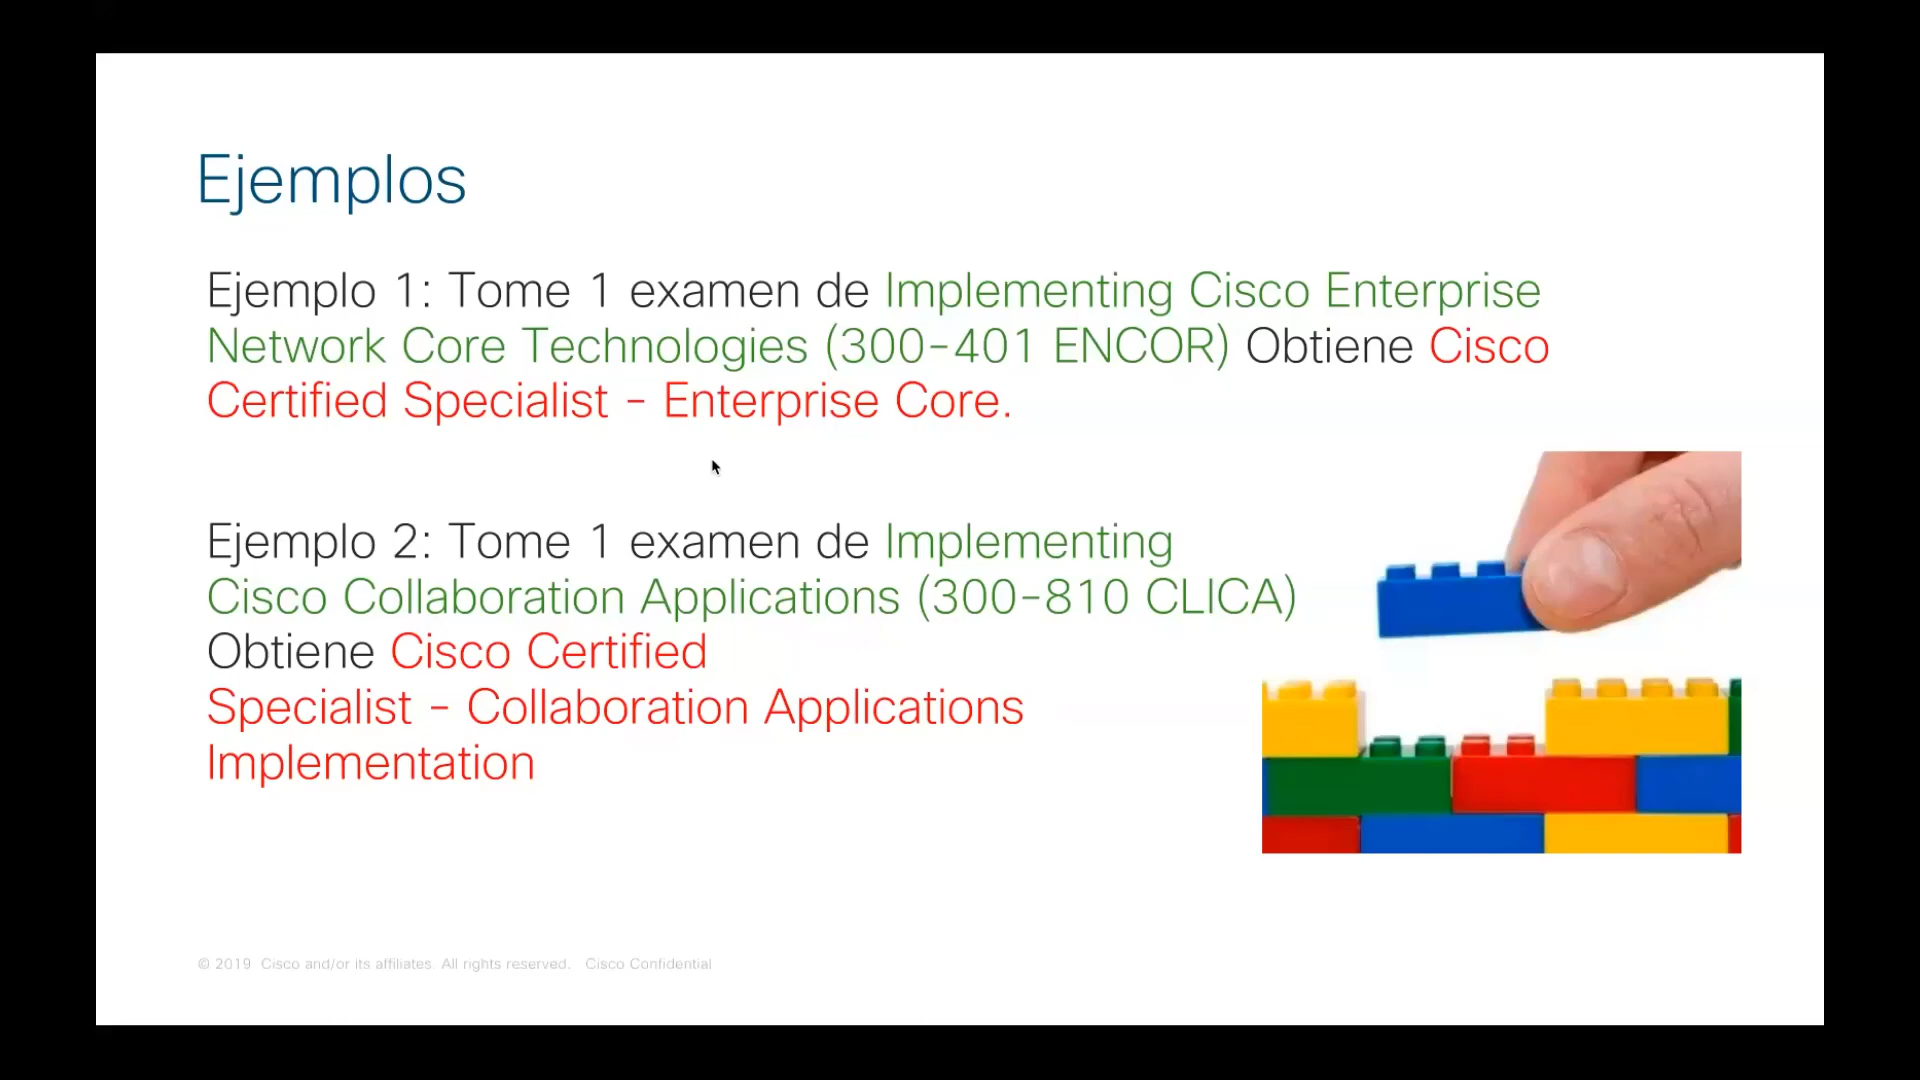 Ejemplos
Ejemplo 1: Tome 1 examen de Implementing Cisco Enterprise
Network Core Technologies (300-401 ENCOR) Obtiene Cisco
Certified Specialist - Enterprise Core.
Ejemplo 2: Tome 1 examen de Implementing
Cisco Collaboration Applications (300-810 CLICA)
Obtiene Cisco Certified
Specialist - Collaboration Applications
Implementation
© 2019 Cisco and/or its affiliates. All rights reserved. Cisco Confidential